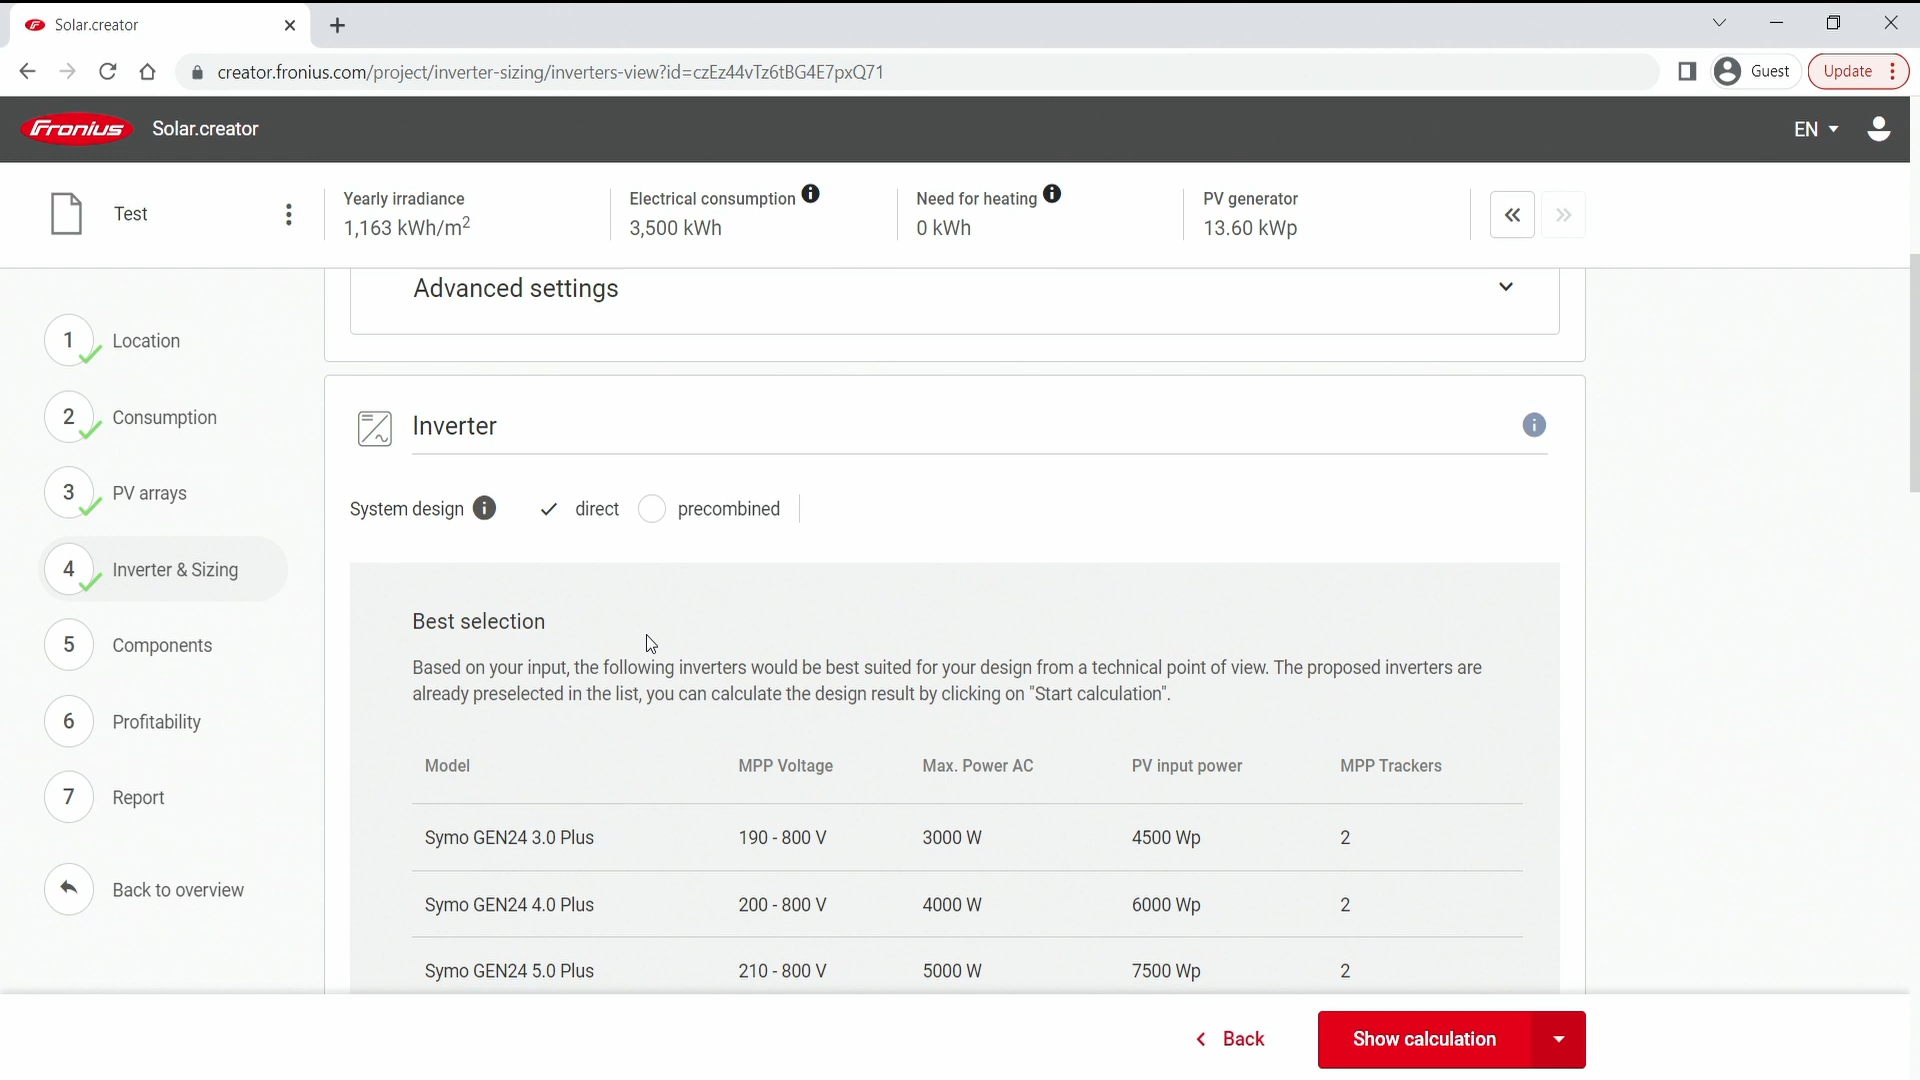 Solar.creator
creator.fronius.com/project/inverter-sizing/inverters-view?id=czEz44vTz6tBG4E7pxQ71
Guest
Update
Fronius
Solar.creator
EN
Test
Yearly irradiance
1,163 kWh/m²
Electrical consumption
3,500 kWh
Need for heating
0 kWh
PV generator
13.60 kWp
Advanced settings
1 Location
2 Consumption
3 PV arrays
4 Inverter & Sizing
5 Components
6 Profitability
7 Report
Back to overview
Inverter
System design direct precombined
Best selection
Based on your input, the following inverters would be best suited for your design from a technical point of view. The proposed inverters are
already preselected in the list, you can calculate the design result by clicking on "Start calculation".
Model MPP Voltage Max. Power AC PV input power MPP Trackers
Symo GEN24 3.0 Plus 190 - 800 V 3000 W 4500 Wp 2
Symo GEN24 4.0 Plus 200 - 800 V 4000 W 6000 Wp 2
Symo GEN24 5.0 Plus 210 - 800 V 5000 W 7500 Wp 2
Back
Show calculation